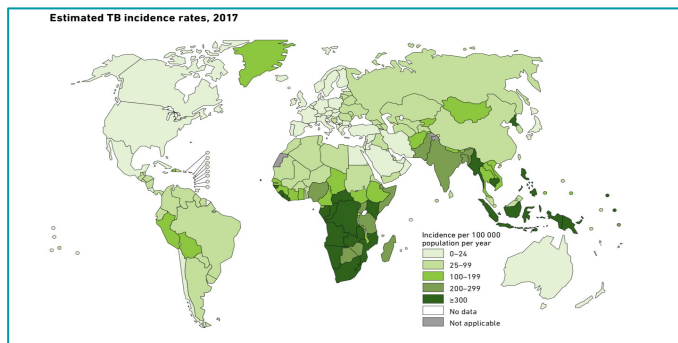 Estimated TB incidence rates, 2017
Incidence per 100 000
population per year
0–24
25–99
100–199
200–299
≥300
No data
Not applicable